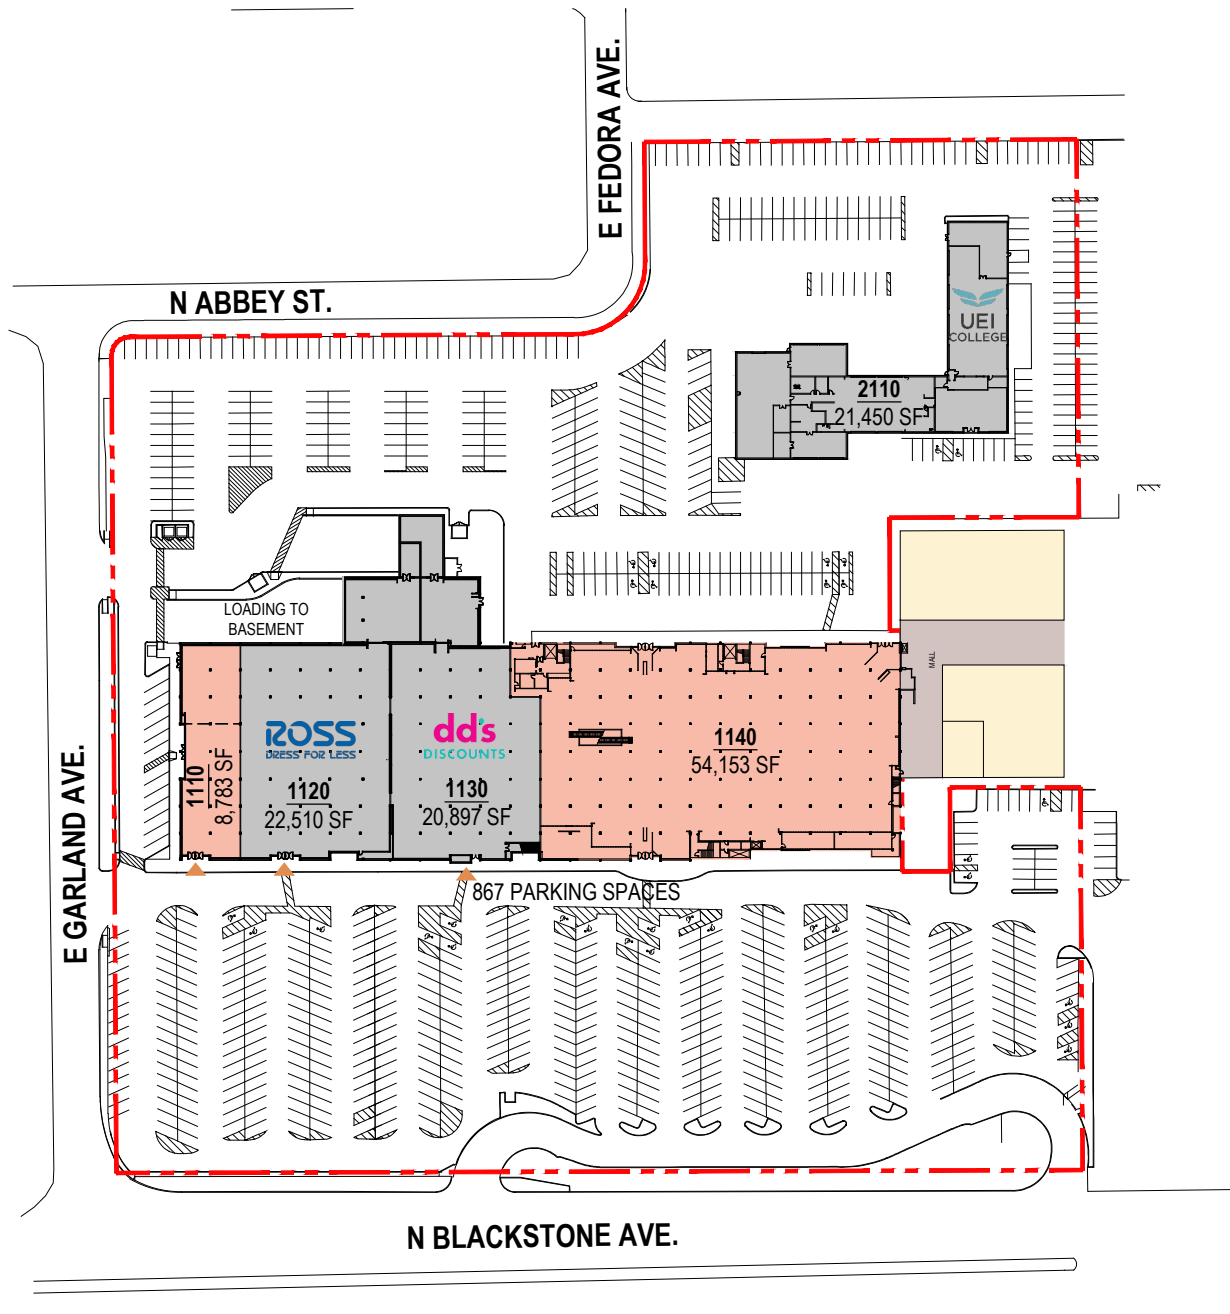 E FEDORA AVE.
N ABBEY ST.
UEI
COLLEGE
2110
21,450 SF
LOADING TO
BASEMENT
MALL
ROSS
DRESS FOR LESS
dd's
DISCOUNTS
1110
8,783 SF
1120
22,510 SF
1130
20,897 SF
1140
54,153 SF
E GARLAND AVE.
867 PARKING SPACES
N BLACKSTONE AVE.